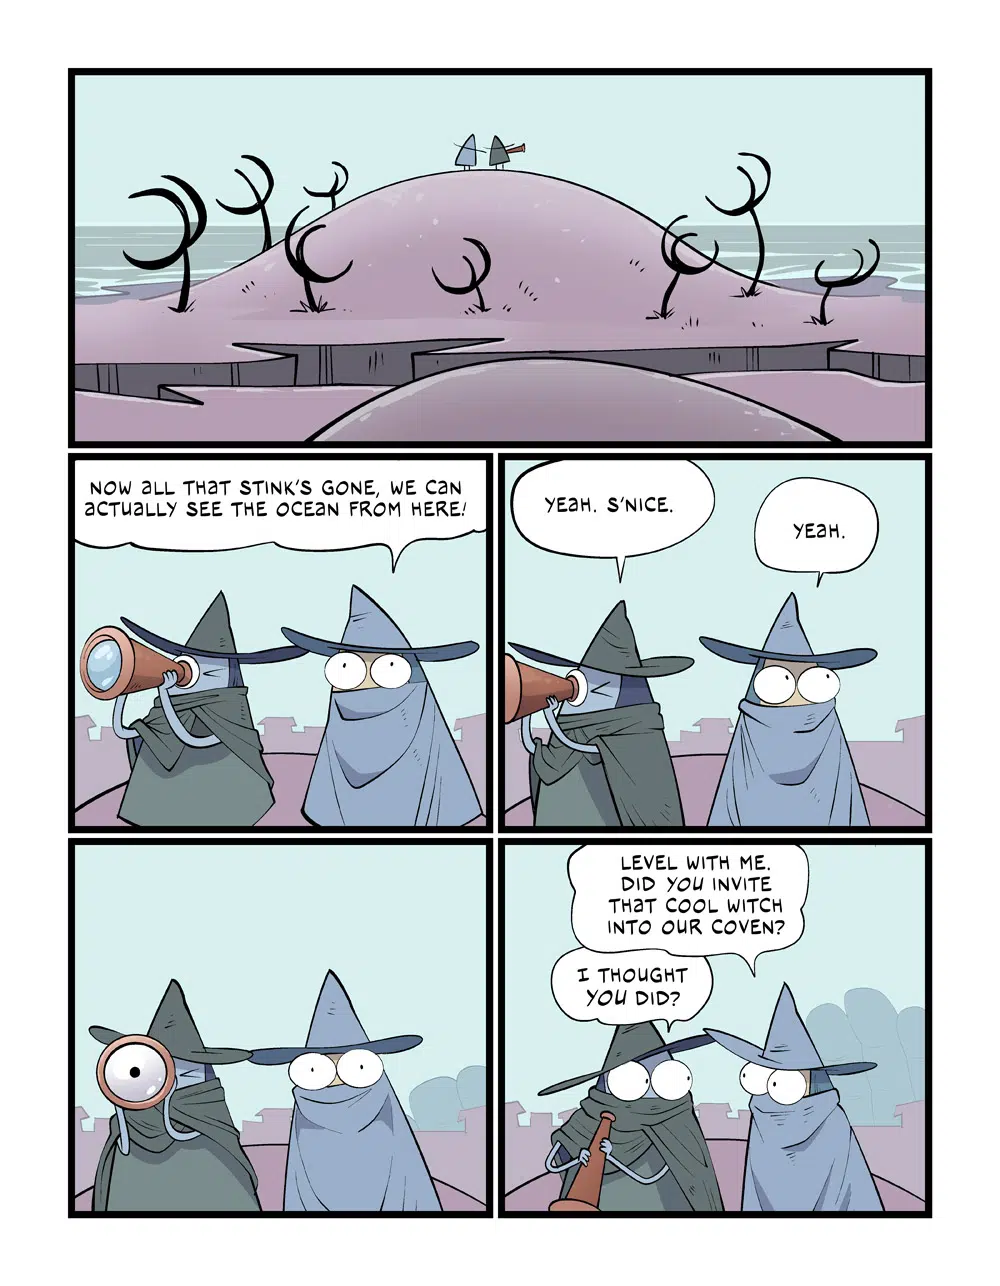 NOW ALL THAT STINK'S GONE, WE CAN
ACTUALLY SEE THE OCEAN FROM HERE!
YEAH. S'NICE.
YEAH.
LEVEL WITH ME.
DID YOU INVITE
THAT COOL WITCH
INTO OUR COVEN?
I THOUGHT
YOU DID?